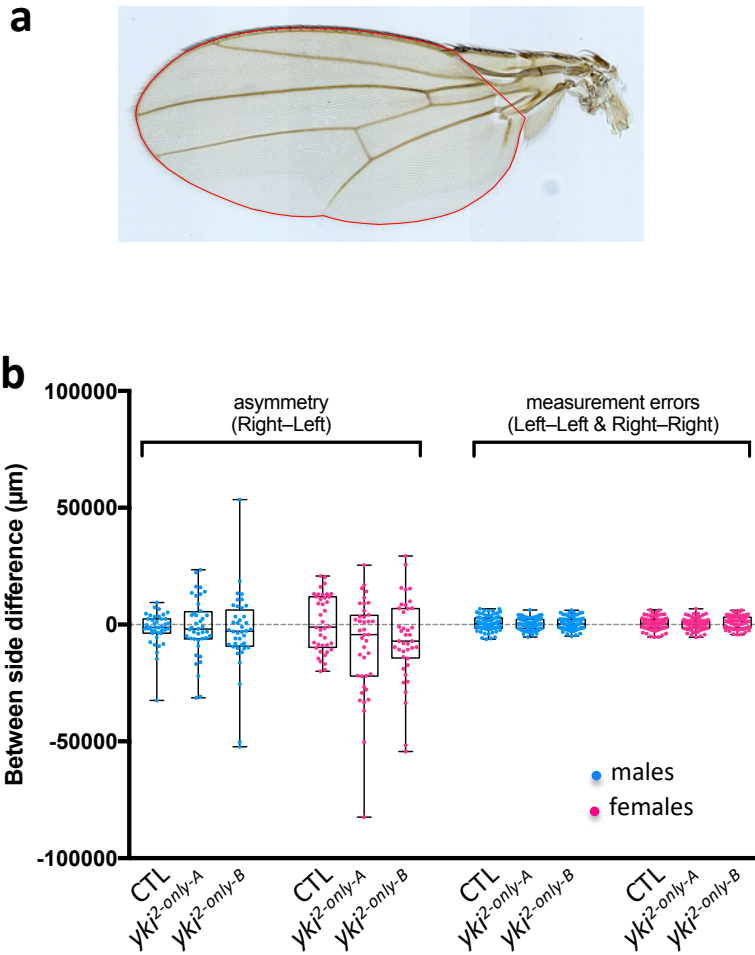 a
b
asymmetry
(Right–Left)
measurement errors
(Left–Left & Right–Right)
Between side difference (µm)
100000
50000
0
-50000
-100000
males
females
CTL
yki2-only-A
yki2-only-B
CTL
yki2-only-A
yki2-only-B
CTL
yki2-only-A
yki2-only-B
CTL
yki2-only-A
yki2-only-B